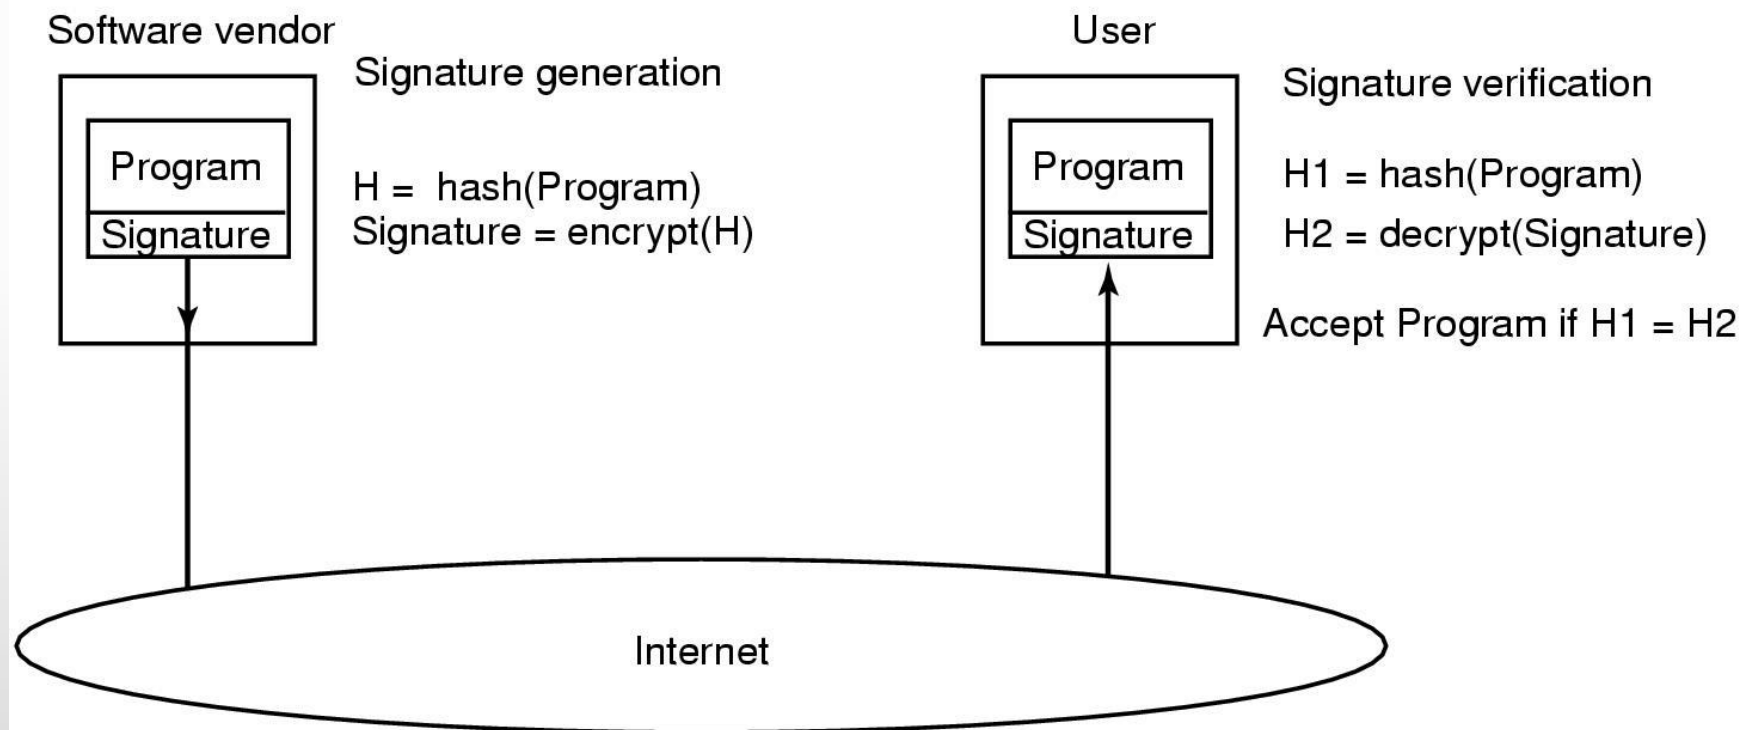 Software vendor
Signature generation
Program
Signature
H = hash(Program)
Signature = encrypt(H)
User
Signature verification
Program
Signature
H1 = hash(Program)
H2 = decrypt(Signature)
Accept Program if H1 = H2
Internet